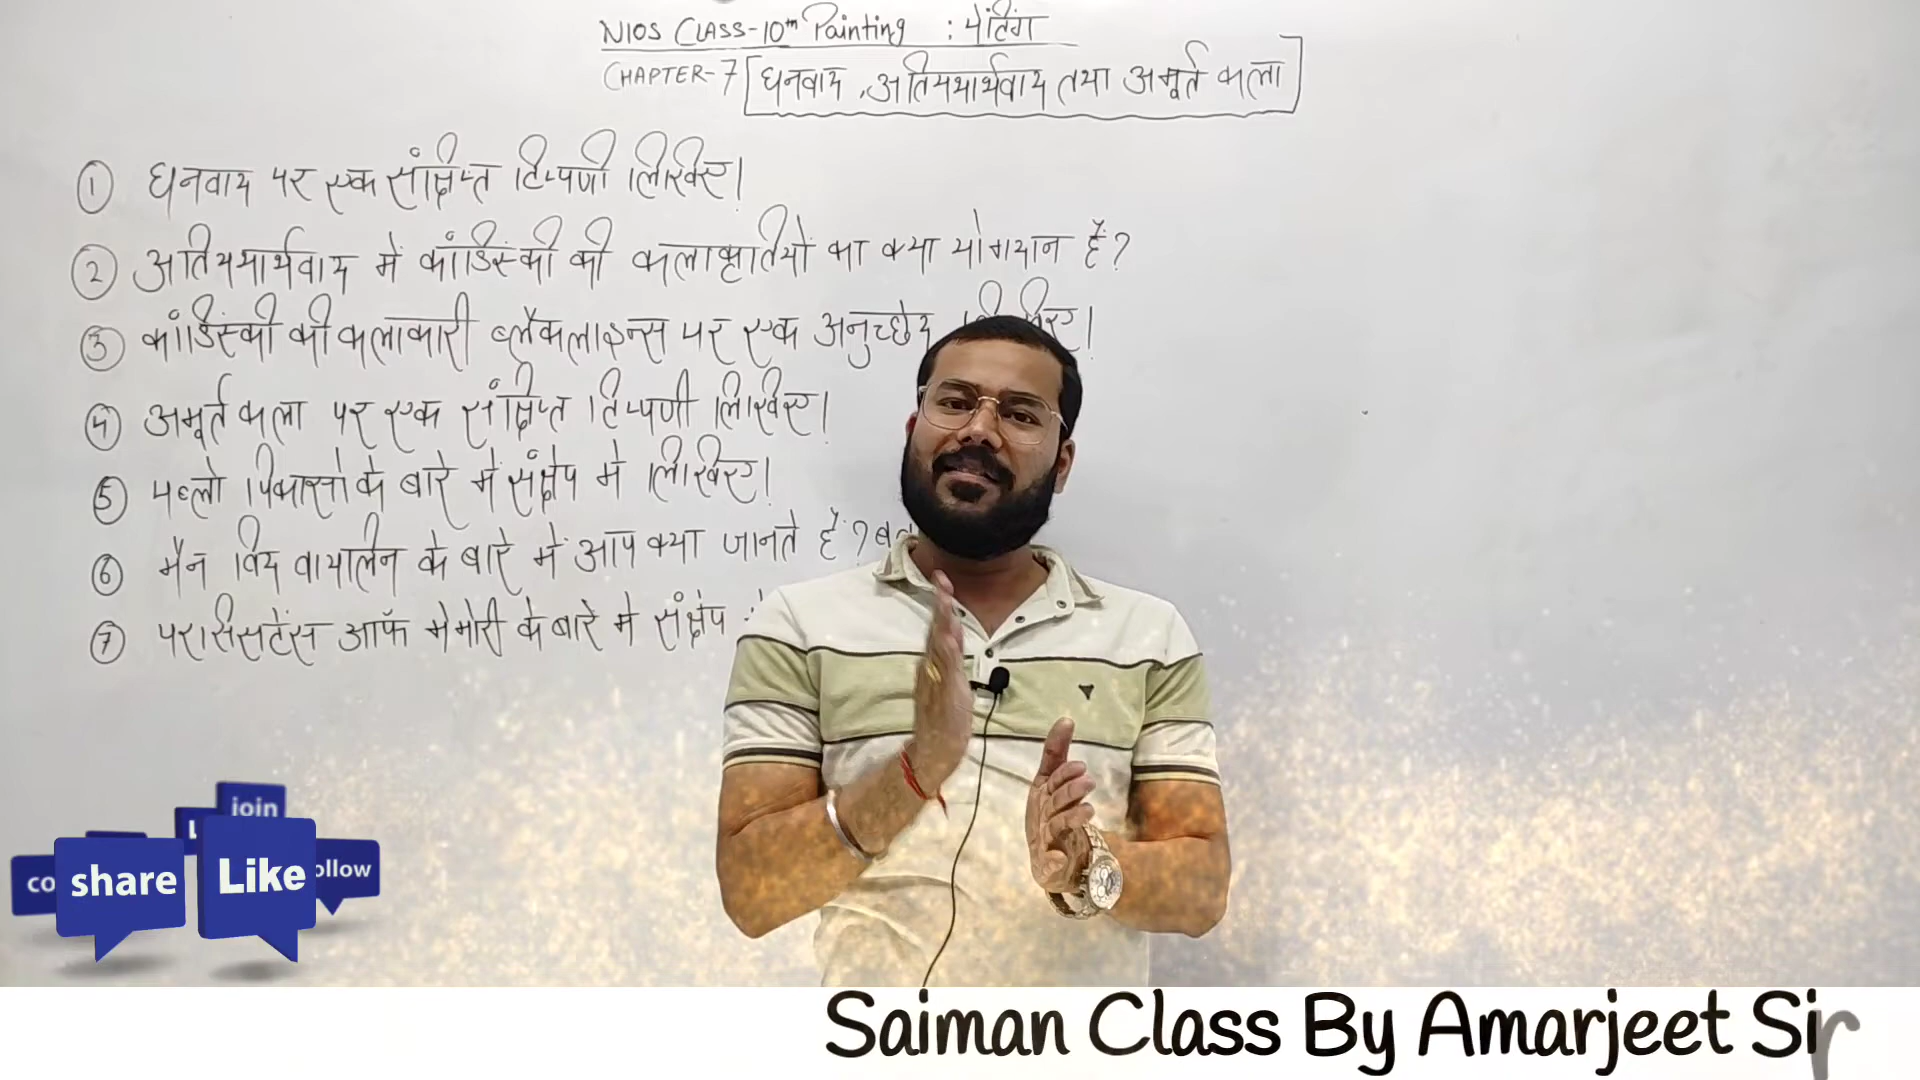 NIOS CLASS-10th Painting : पेंटिंग
CHAPTER-7 घनवाद, अतियथार्थवाद तथा अमूर्त कला
① घनवाद पर एक संक्षिप्त टिप्पणी लिखिए।
② अतियथार्थवाद में कांडिंस्की की कलाकृतियों का क्या योगदान है?
③ कांडिंस्की की कलाकारी ब्लैकलाइन्स पर एक अनुच्छेद
④ अमूर्त कला पर एक संक्षिप्त टिप्पणी लिखिए।
⑤ पब्लो पिकासो के बारे में संक्षेप में लिखिए।
⑥ मैन विद वायलिन के बारे में आप क्या जानते हैं?
⑦ परसिसटेंस ऑफ मेमोरी के बारे में संक्षेप
join
share
Like
Saiman Class By Amarjeet Sir